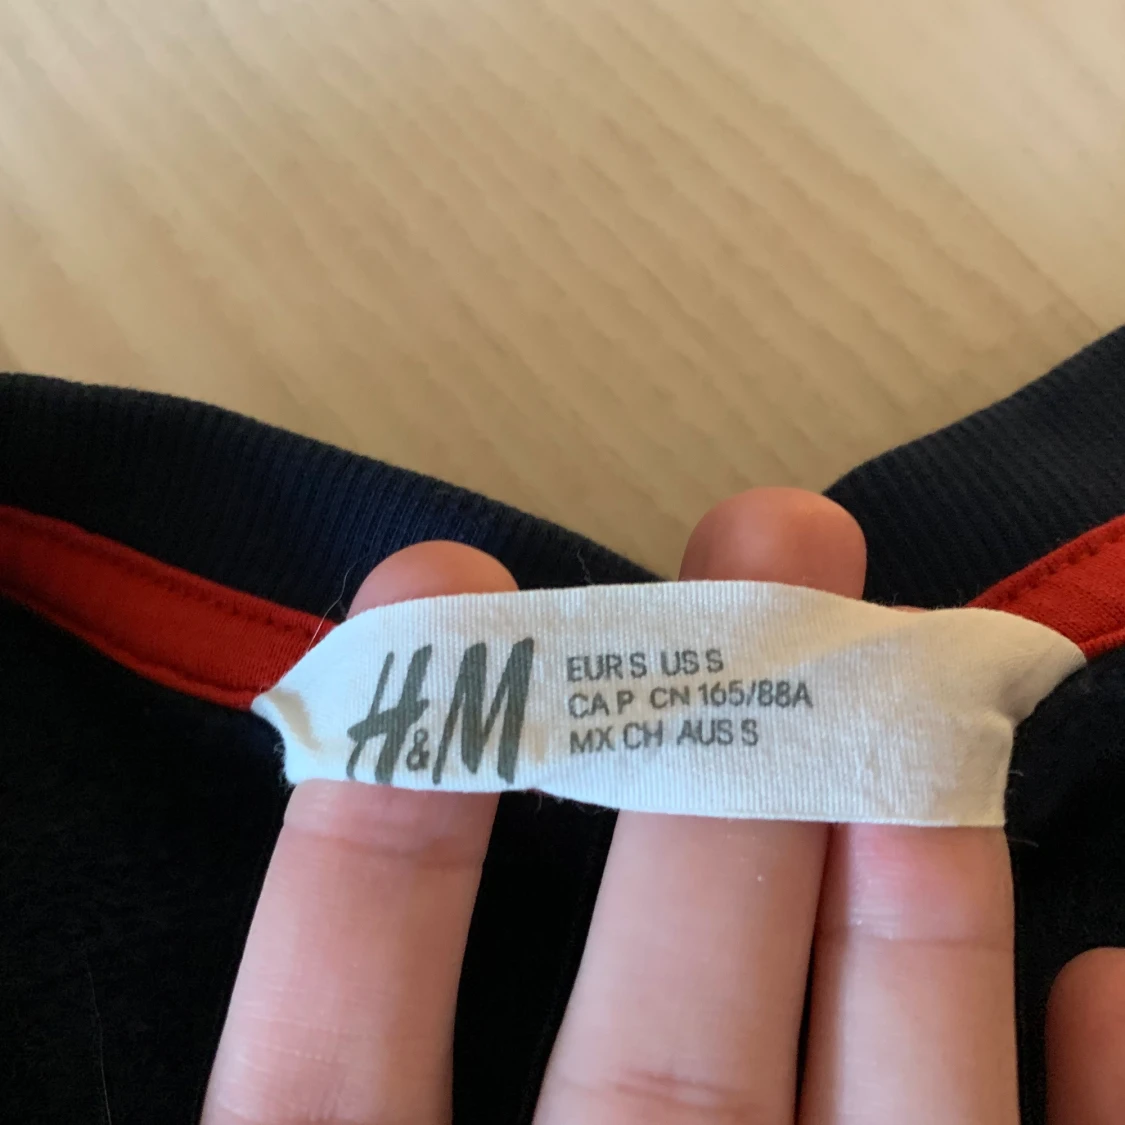 H&M
EUR S US S
CA P CN 165/88A
MX CH AUS S